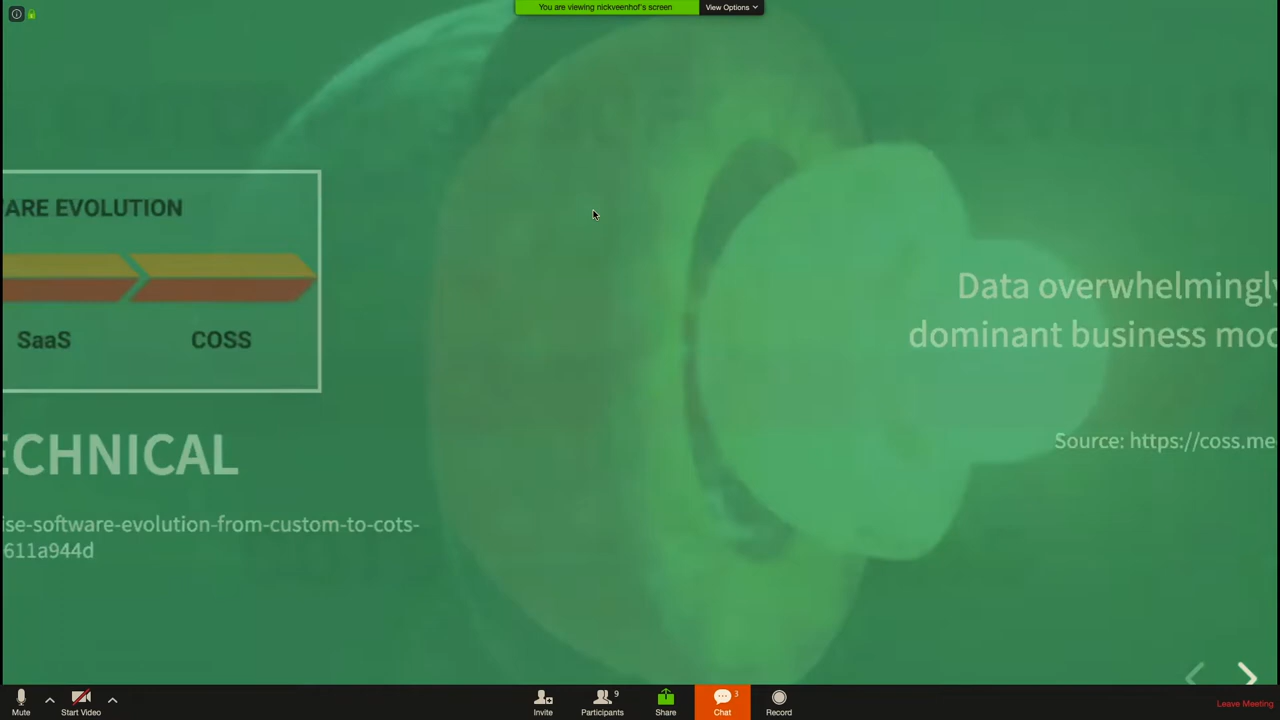 You are viewing nickveenhof's screen
View Options
ARE EVOLUTION
SaaS
COSS
ECHNICAL
ise-software-evolution-from-custom-to-cots-
611a944d
Data overwhelmingly
dominant business mod
Source: https://coss.me
Mute
Start Video
Invite
Participants
9
Share
Chat
3
Record
Leave Meeting